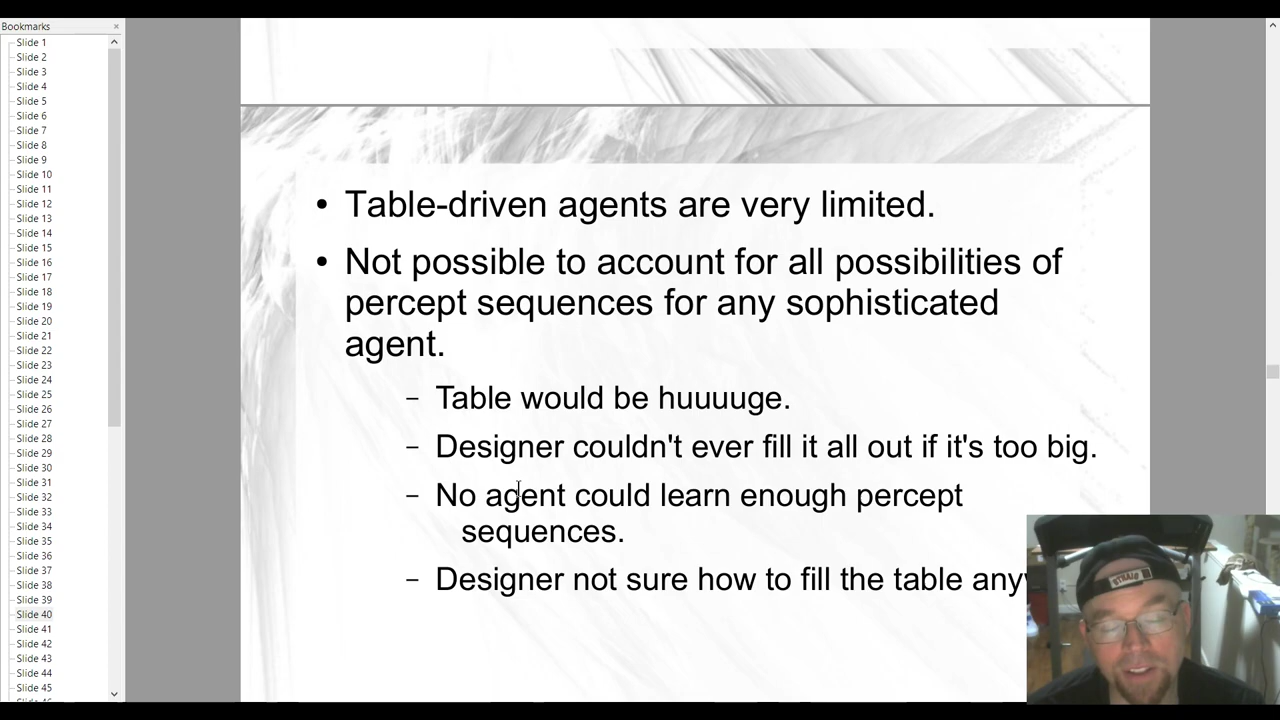 Bookmarks
Slide 1
Slide 2
Slide 3
Slide 4
Slide 5
Slide 6
Slide 7
Slide 8
Slide 9
Slide 10
Slide 11
Slide 12
Slide 13
Slide 14
Slide 15
Slide 16
Slide 17
Slide 18
Slide 19
Slide 20
Slide 21
Slide 22
Slide 23
Slide 24
Slide 25
Slide 26
Slide 27
Slide 28
Slide 29
Slide 30
Slide 31
Slide 32
Slide 33
Slide 34
Slide 35
Slide 36
Slide 37
Slide 38
Slide 39
Slide 40
Slide 41
Slide 42
Slide 43
Slide 44
Slide 45
• Table-driven agents are very limited.
• Not possible to account for all possibilities of
percept sequences for any sophisticated
agent.
– Table would be huuuuge.
– Designer couldn't ever fill it all out if it's too big.
– No agent could learn enough percept
sequences.
– Designer not sure how to fill the table any